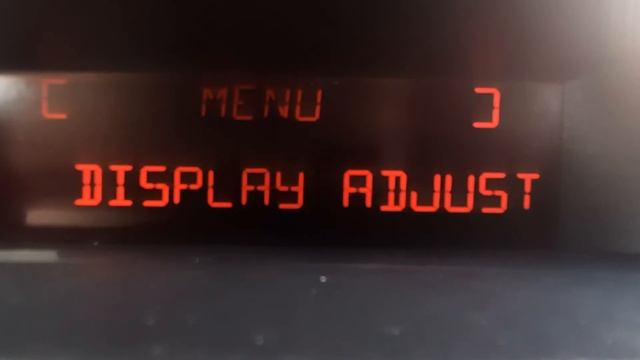 [ MENU ]
DISPLAY ADJUST